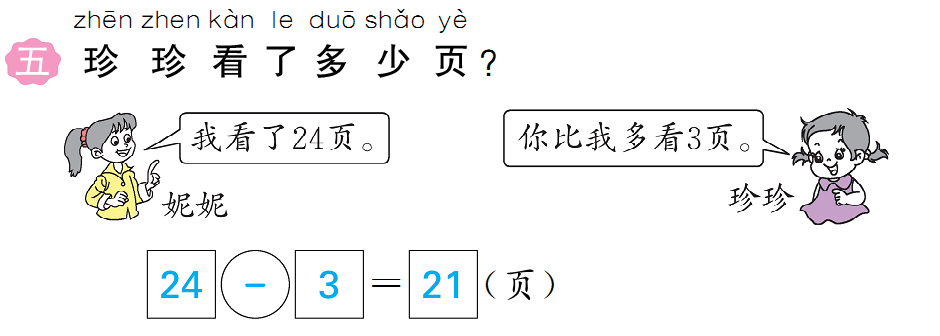 zhēn zhen kàn le duō shǎo yè
五 珍珍看了多少页?
我看了24页。
你比我多看3页。
妮妮
珍珍
24 - 3 = 21 (页)